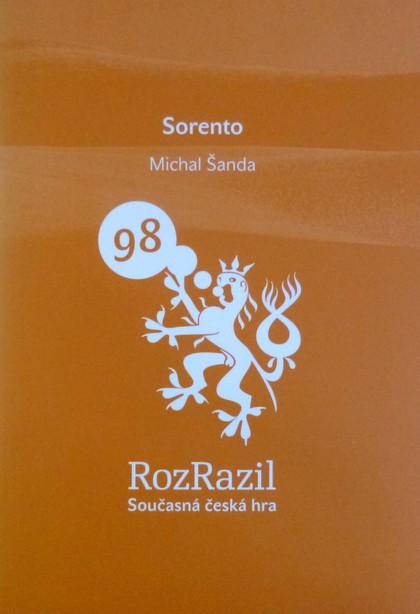 Sorento
Michal Šanda
98
RozRazil
Současná česká hra